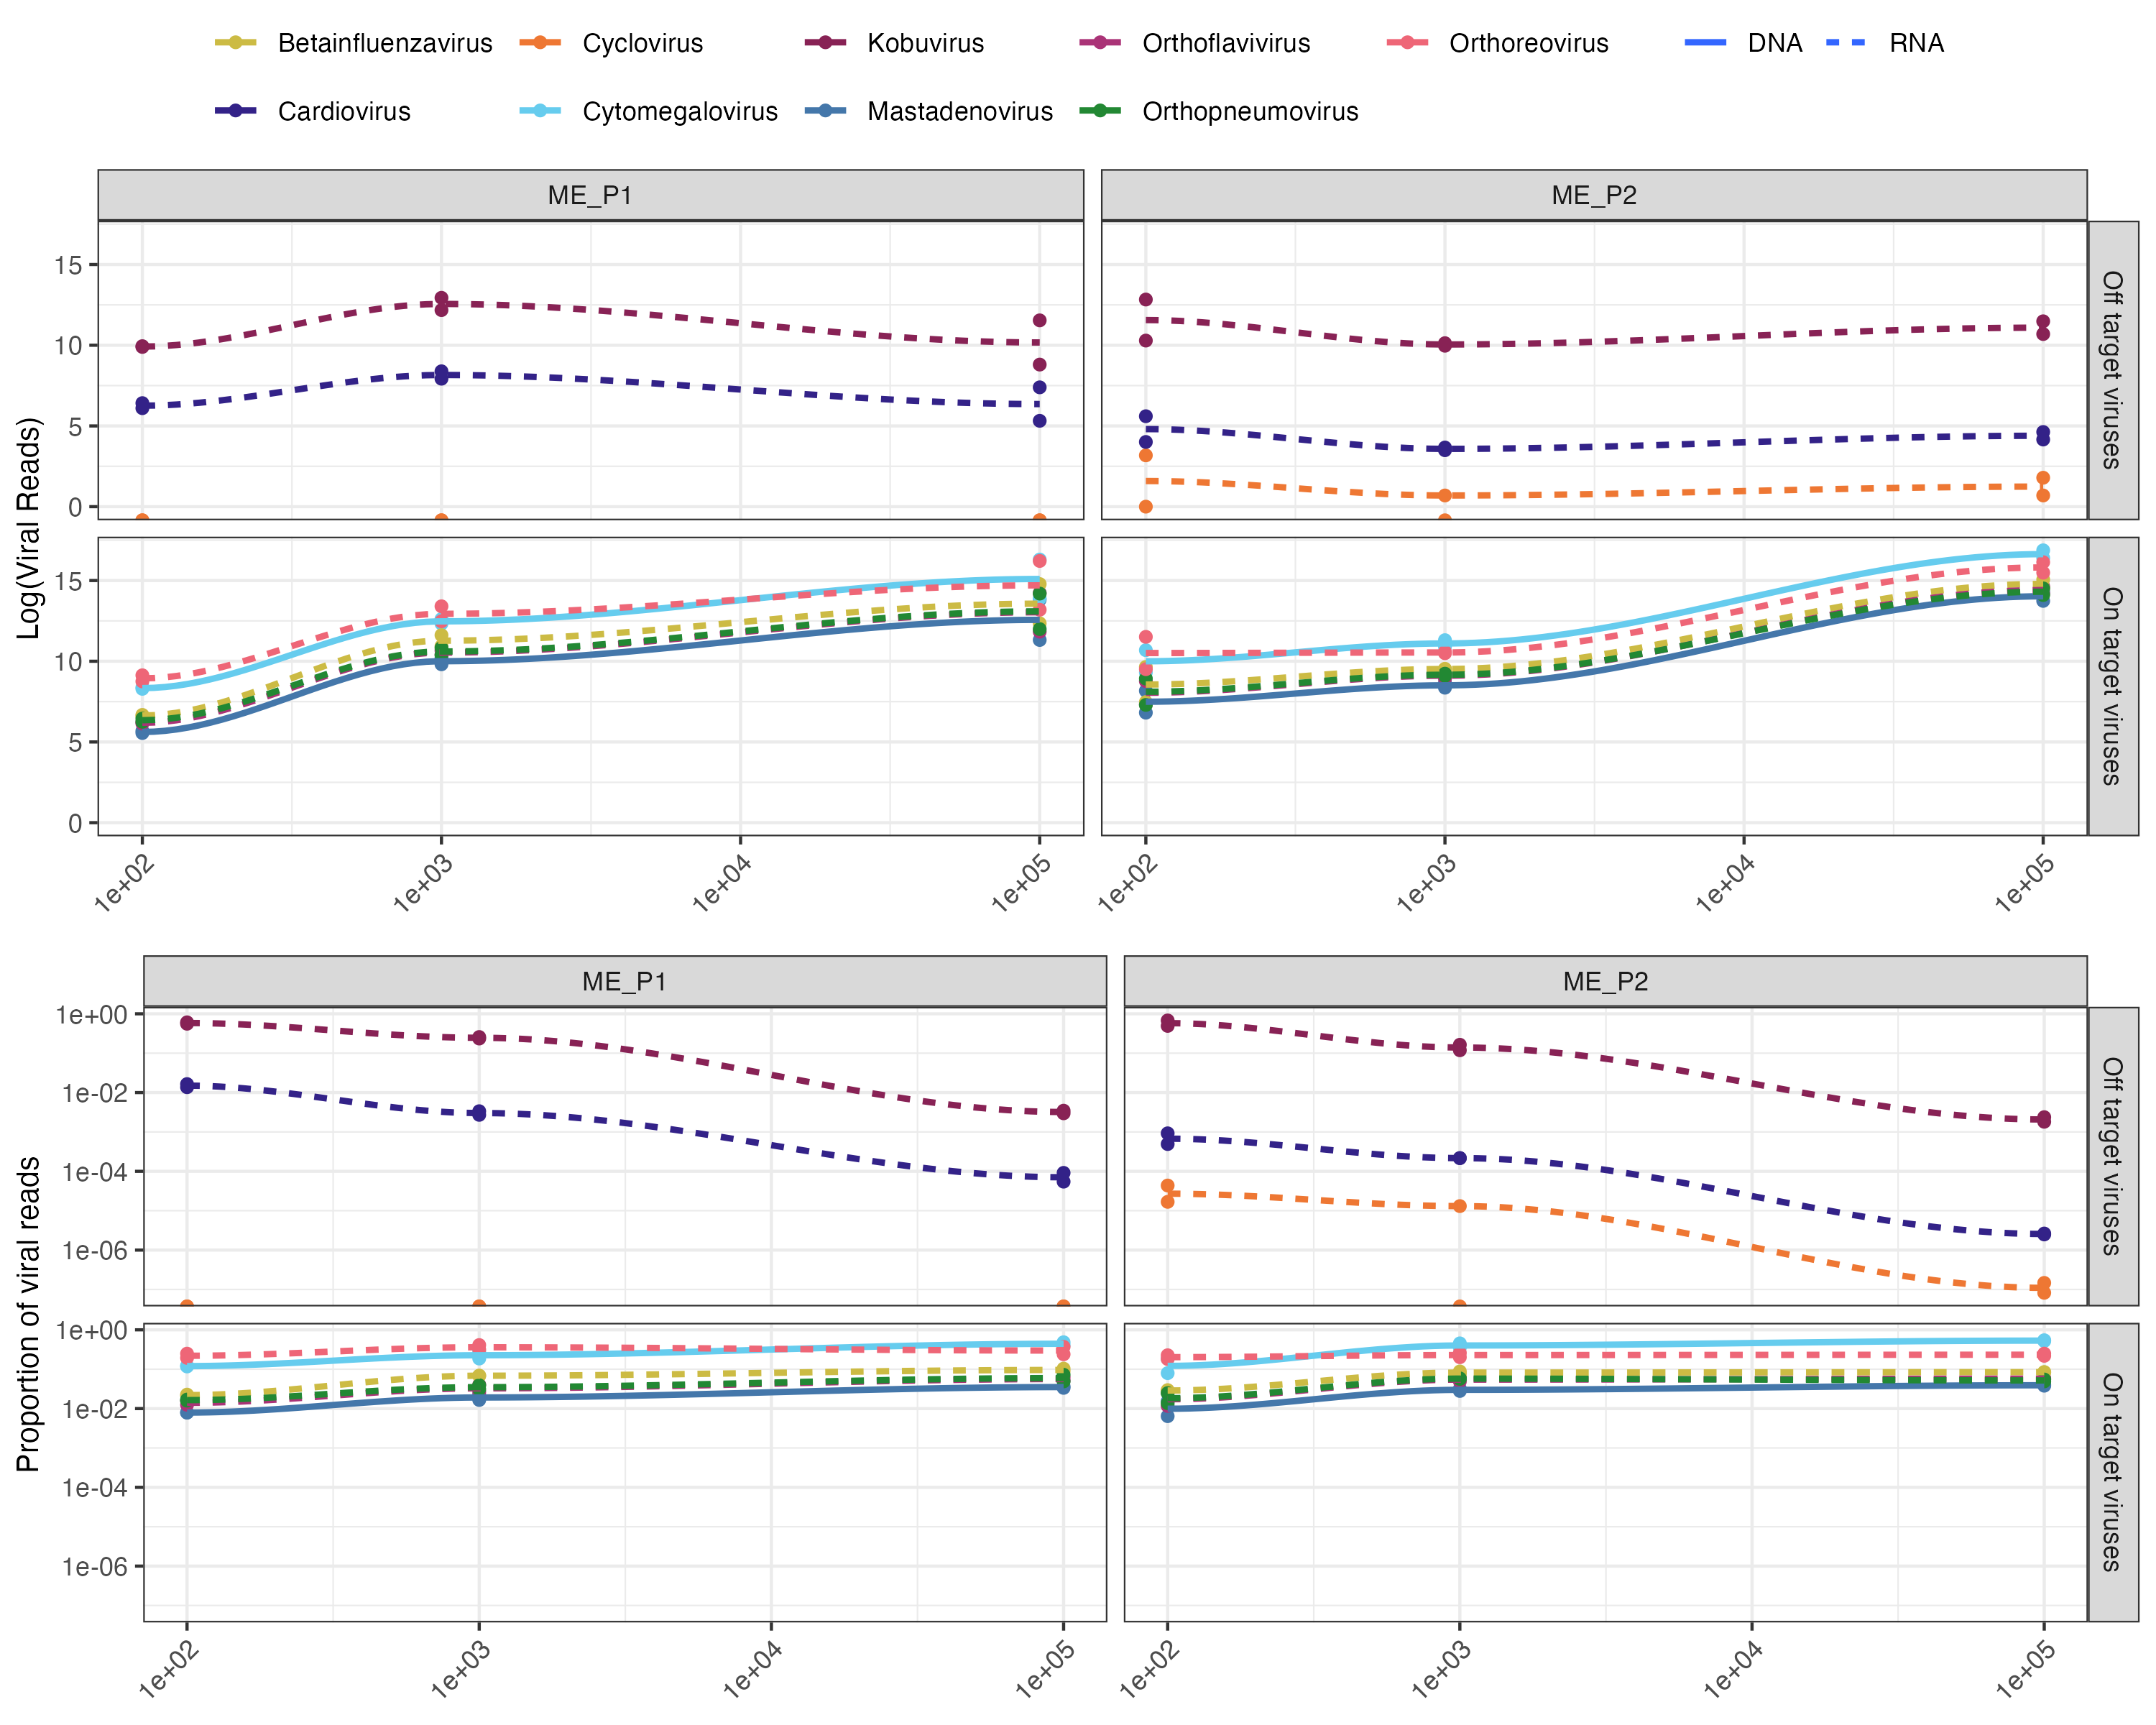 Betainfluenzavirus Cyclovirus Kobuvirus Orthoflavivirus Orthoreovirus DNA RNA
Cardiovirus Cytomegalovirus Mastadenovirus Orthopneumovirus
ME_P1 ME_P2
Log(Viral Reads)
15
10
5
0
Off target viruses
15
10
5
0
On target viruses
1e+02 1e+03 1e+04 1e+05 1e+02 1e+03 1e+04 1e+05
ME_P1 ME_P2
Proportion of viral reads
1e+00
1e-02
1e-04
1e-06
Off target viruses
1e+00
1e-02
1e-04
1e-06
On target viruses
1e+02 1e+03 1e+04 1e+05 1e+02 1e+03 1e+04 1e+05